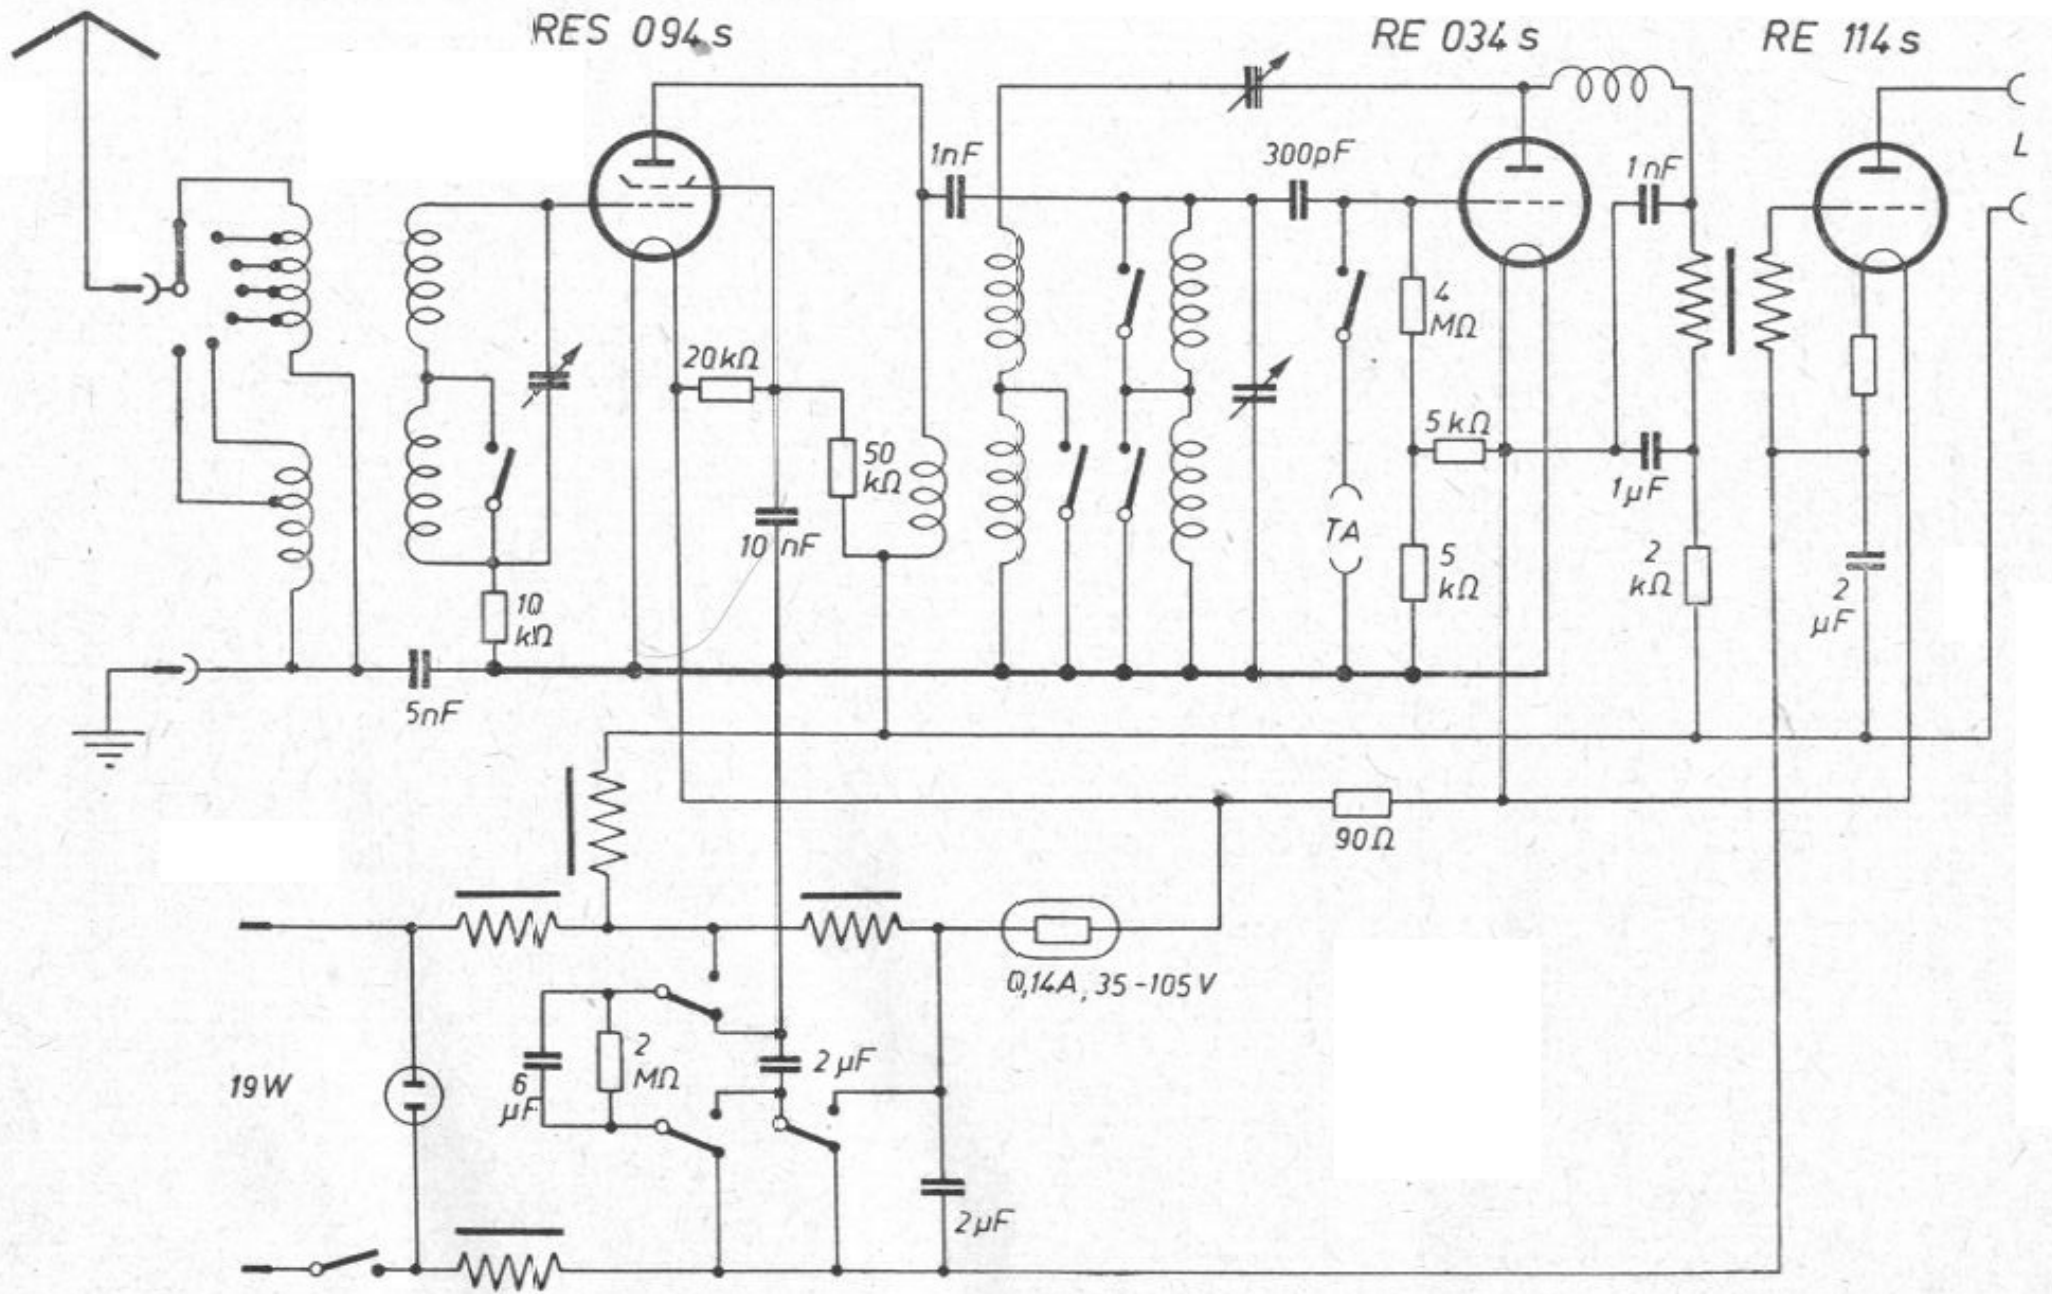 RES 094s
RE 034s
RE 114s
1nF
300pF
1nF
L
20kΩ
4
MΩ
50
kΩ
5kΩ
1µF
10 nF
TA
10
kΩ
5
kΩ
2
kΩ
2
µF
5nF
90Ω
0,14A, 35-105V
19W
6
µF
2
MΩ
2µF
2µF